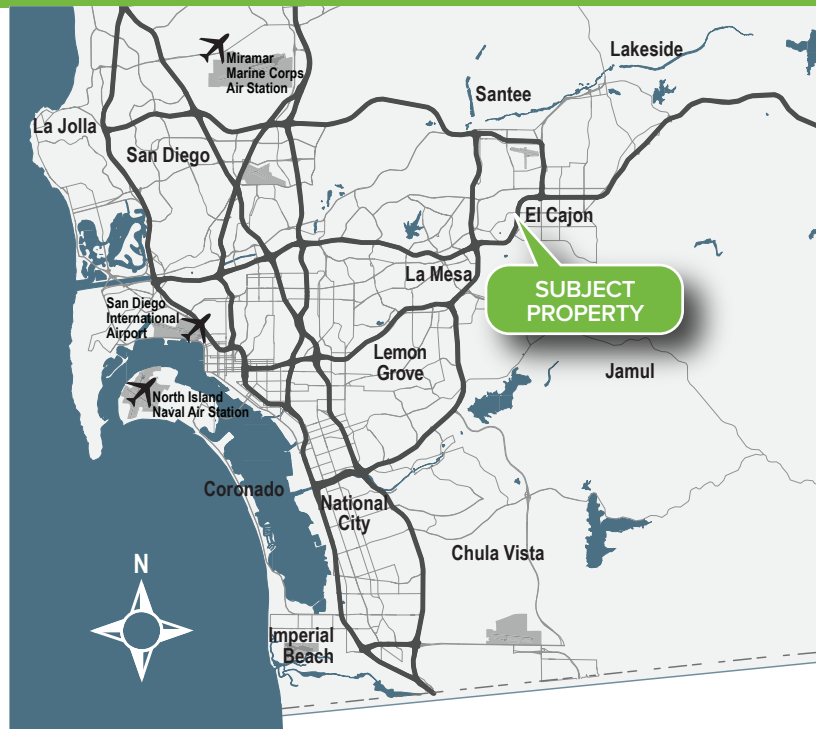 Miramar
Marine Corps
Air Station
Lakeside
Santee
La Jolla
San Diego
El Cajon
La Mesa
SUBJECT
PROPERTY
San Diego
International
Airport
Lemon
Grove
Jamul
North Island
Naval Air Station
Coronado
National
City
Chula Vista
N
Imperial
Beach